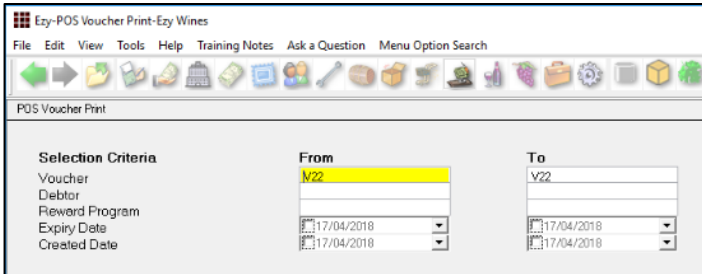 Ezy-POS Voucher Print-Ezy Wines
File Edit View Tools Help Training Notes Ask a Question Menu Option Search
POS Voucher Print
Selection Criteria From To
Voucher V22 V22
Debtor
Reward Program
Expiry Date 17/04/2018 17/04/2018
Created Date 17/04/2018 17/04/2018